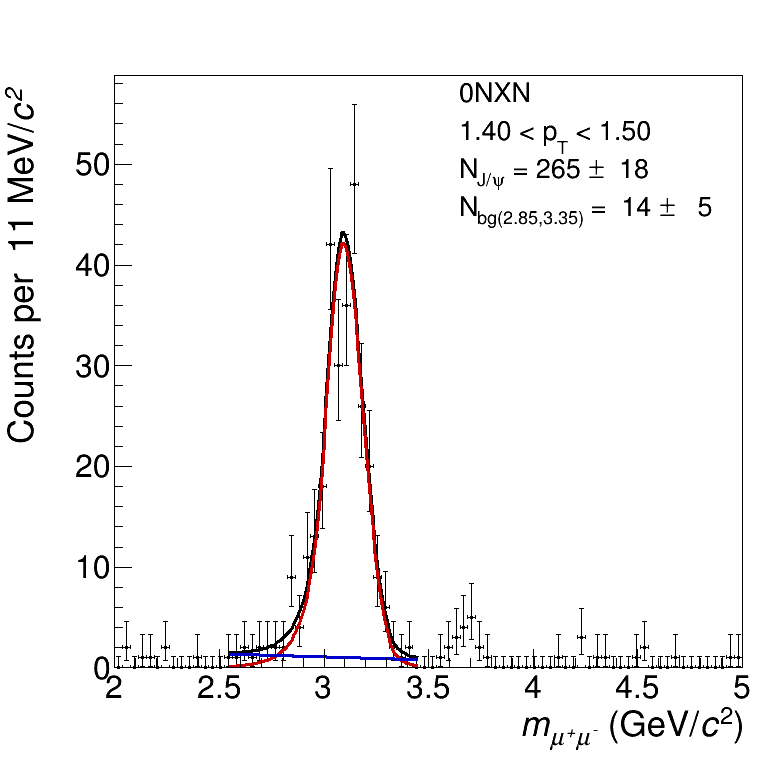 0NXN
1.40 < p_T < 1.50
N_J/ψ = 265 ± 18
N_bg(2.85,3.35) = 14 ± 5
Counts per 11 MeV/c²
50
40
30
20
10
0
2 2.5 3 3.5 4 4.5 5
m_μ⁺μ⁻ (GeV/c²)